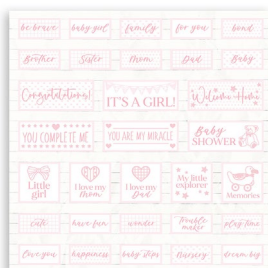 be brave baby girl family for you bond
Brother Sister Mom Dad Baby
Congratulations! IT'S A GIRL! Welcome Home
YOU COMPLETE ME YOU ARE MY MIRACLE Baby
SHOWER
Little
girl
I love my
Mom
I love my
Dad
My little
explorer
Memories
cute have fun wonder Trouble
maker
play time
love you happiness baby steps Nursery dream big